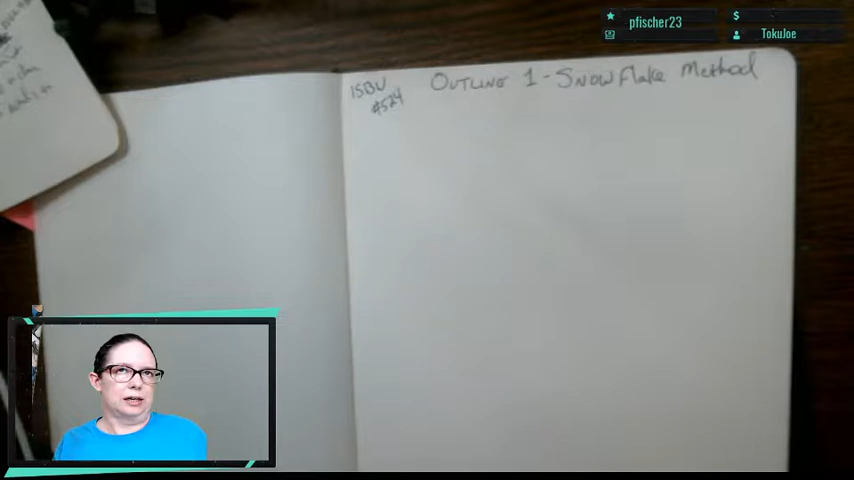 pfischer23
$
TokuJoe
ISBU
#524
OUTLINE 1 - SNOWFlake Method